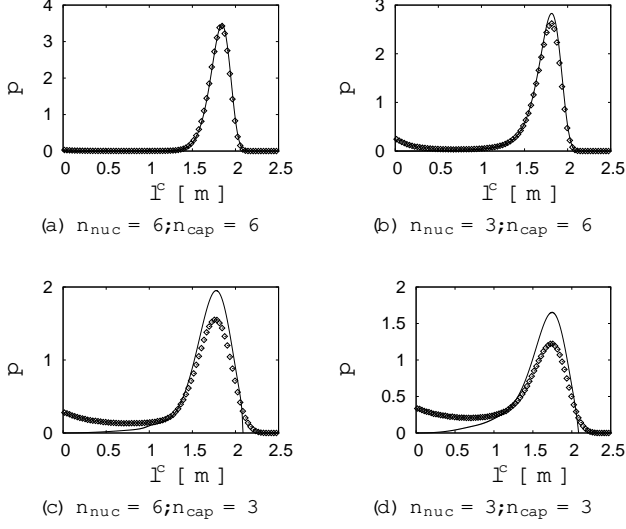 4
3
2
1
0
p
0 0.5 1 1.5 2 2.5
l^c [ m ]
(a) n_nuc = 6;n_cap = 6
3
2
1
0
p
0 0.5 1 1.5 2 2.5
l^c [ m ]
(b) n_nuc = 3;n_cap = 6
2
1
0
p
0 0.5 1 1.5 2 2.5
l^c [ m ]
(c) n_nuc = 6;n_cap = 3
2
1.5
1
0.5
0
p
0 0.5 1 1.5 2 2.5
l^c [ m ]
(d) n_nuc = 3;n_cap = 3